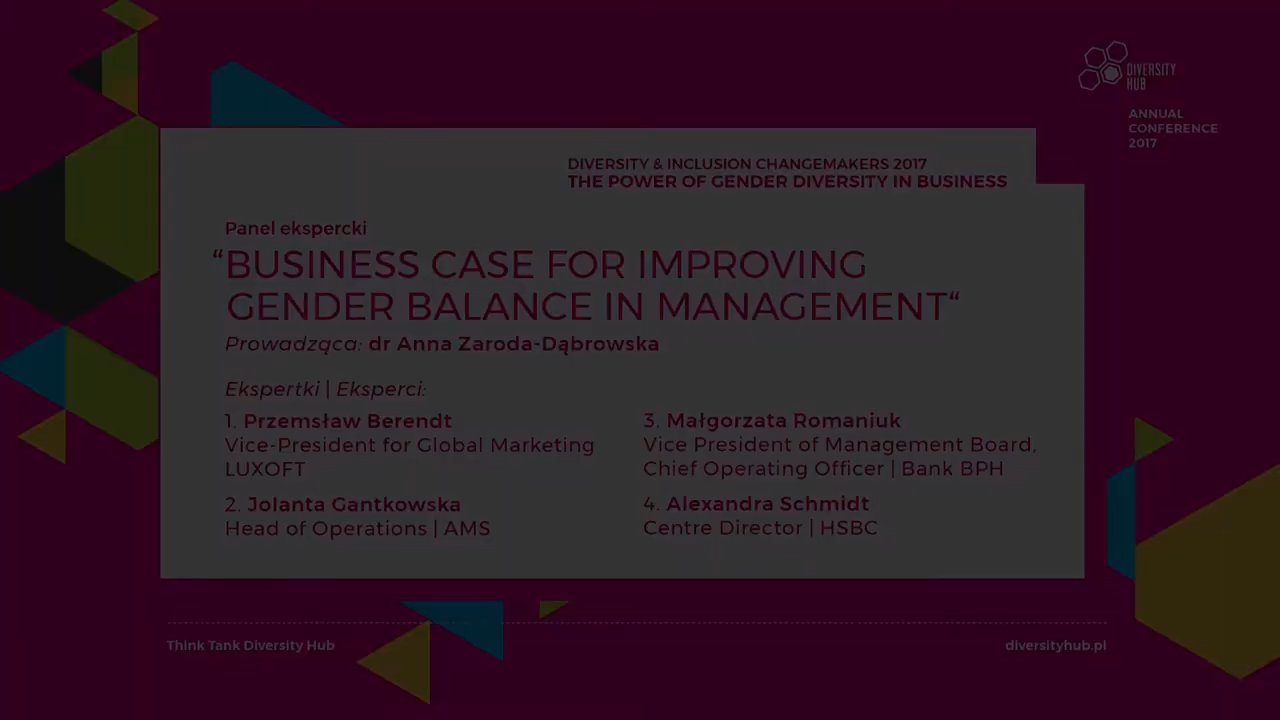 DIVERSITY
HUB
ANNUAL
CONFERENCE
2017
DIVERSITY & INCLUSION CHANGEMAKERS 2017
THE POWER OF GENDER DIVERSITY IN BUSINESS
Panel ekspercki
“BUSINESS CASE FOR IMPROVING
GENDER BALANCE IN MANAGEMENT“
Prowadząca: dr Anna Zaroda-Dąbrowska
Ekspertki | Eksperci:
1. Przemsław Berendt
Vice-President for Global Marketing
LUXOFT
2. Jolanta Gantkowska
Head of Operations | AMS
3. Małgorzata Romaniuk
Vice President of Management Board,
Chief Operating Officer | Bank BPH
4. Alexandra Schmidt
Centre Director | HSBC
Think Tank Diversity Hub
diversityhub.pl